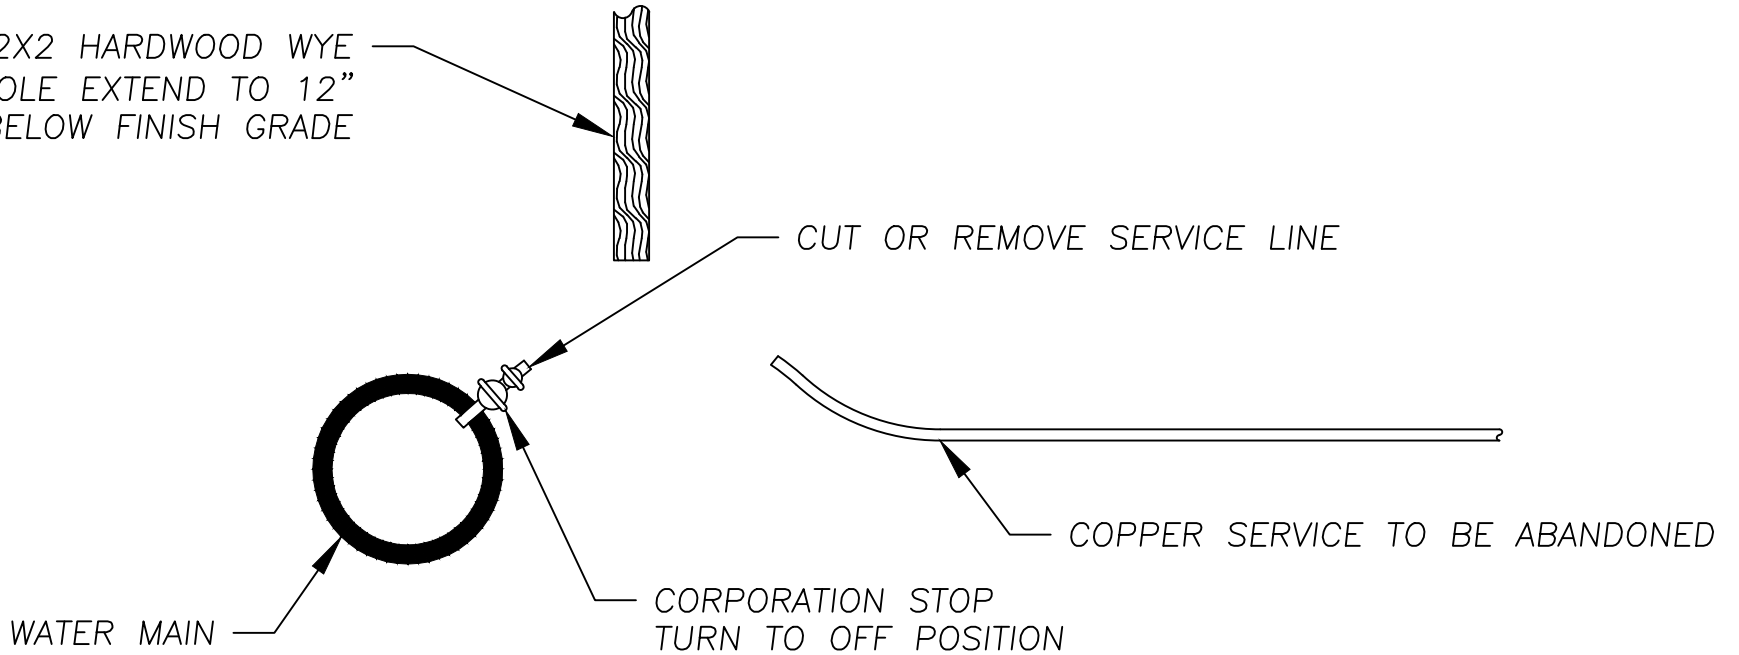 2X2 HARDWOOD WYE
OLE EXTEND TO 12”
BELOW FINISH GRADE
CUT OR REMOVE SERVICE LINE
COPPER SERVICE TO BE ABANDONED
CORPORATION STOP
TURN TO OFF POSITION
WATER MAIN